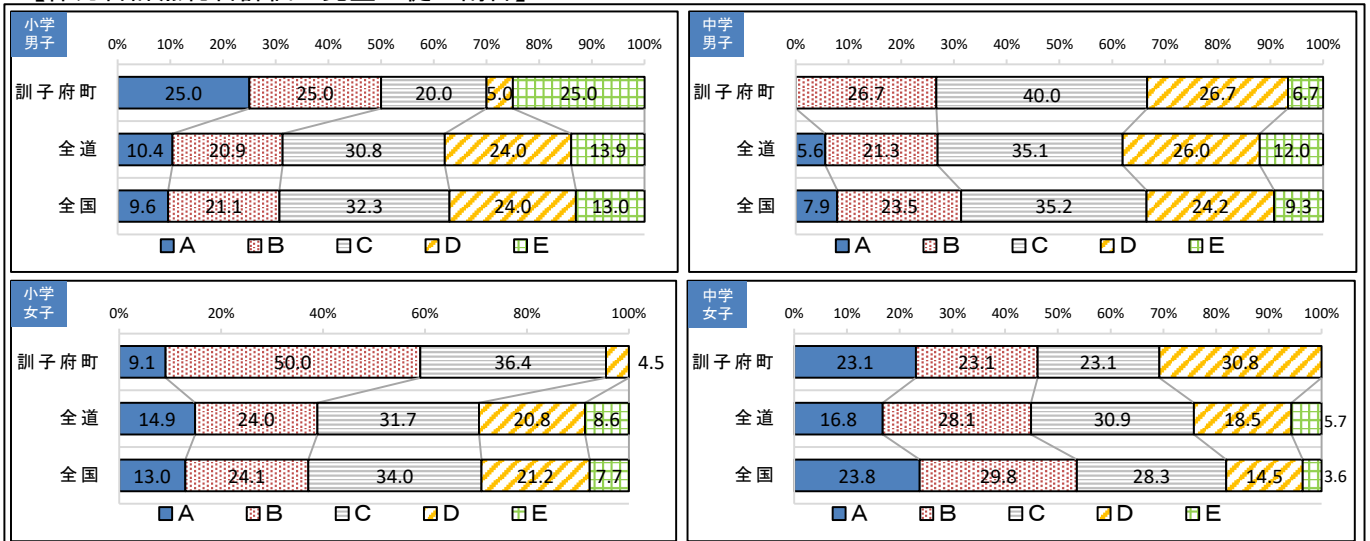 小学
男子
0% 10% 20% 30% 40% 50% 60% 70% 80% 90% 100%
訓子府町 25.0 25.0 20.0 5.0 25.0
全道 10.4 20.9 30.8 24.0 13.9
全国 9.6 21.1 32.3 24.0 13.0
A B C D E
中学
男子
0% 10% 20% 30% 40% 50% 60% 70% 80% 90% 100%
訓子府町 26.7 40.0 26.7 6.7
全道 5.6 21.3 35.1 26.0 12.0
全国 7.9 23.5 35.2 24.2 9.3
A B C D E
小学
女子
0% 20% 40% 60% 80% 100%
訓子府町 9.1 50.0 36.4 4.5
全道 14.9 24.0 31.7 20.8 8.6
全国 13.0 24.1 34.0 21.2 7.7
A B C D E
中学
女子
0% 10% 20% 30% 40% 50% 60% 70% 80% 90% 100%
訓子府町 23.1 23.1 23.1 30.8
全道 16.8 28.1 30.9 18.5 5.7
全国 23.8 29.8 28.3 14.5 3.6
A B C D E